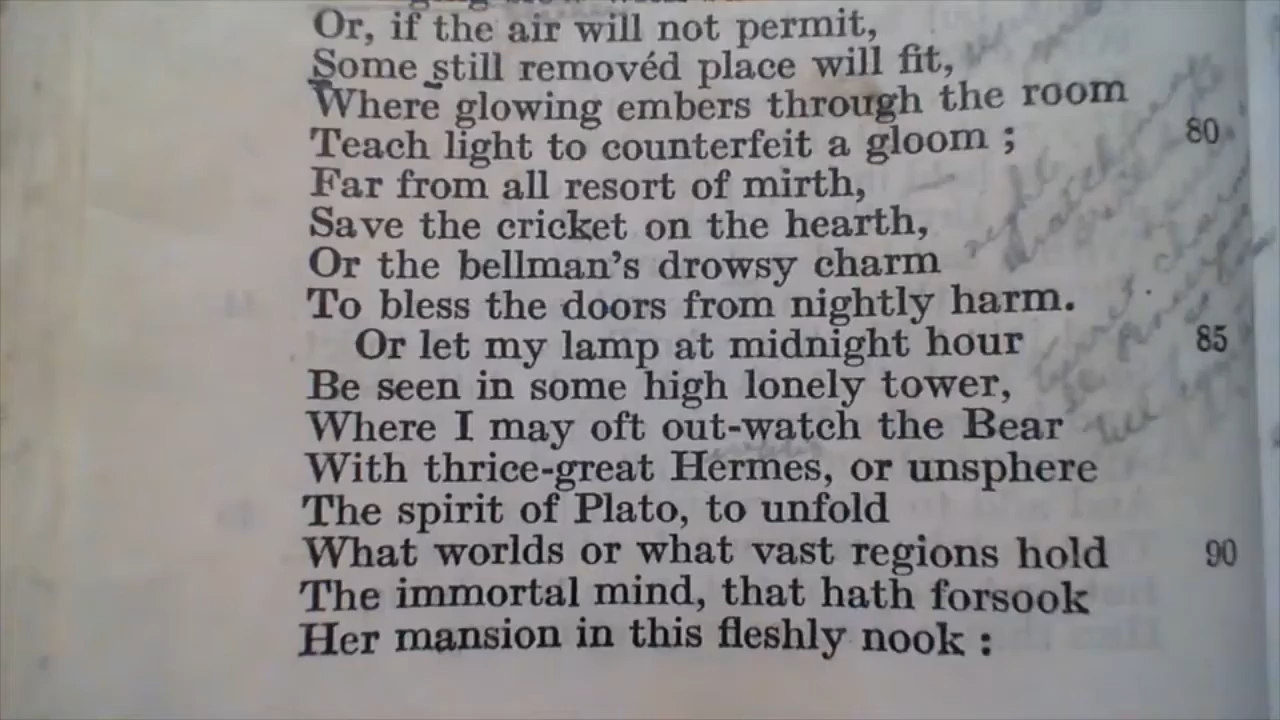 Or, if the air will not permit,
Some still removéd place will fit,
Where glowing embers through the room
Teach light to counterfeit a gloom ; 80
Far from all resort of mirth,
Save the cricket on the hearth,
Or the bellman's drowsy charm
To bless the doors from nightly harm.
Or let my lamp at midnight hour 85
Be seen in some high lonely tower,
Where I may oft out-watch the Bear
With thrice-great Hermes, or unsphere
The spirit of Plato, to unfold
What worlds or what vast regions hold 90
The immortal mind, that hath forsook
Her mansion in this fleshly nook :